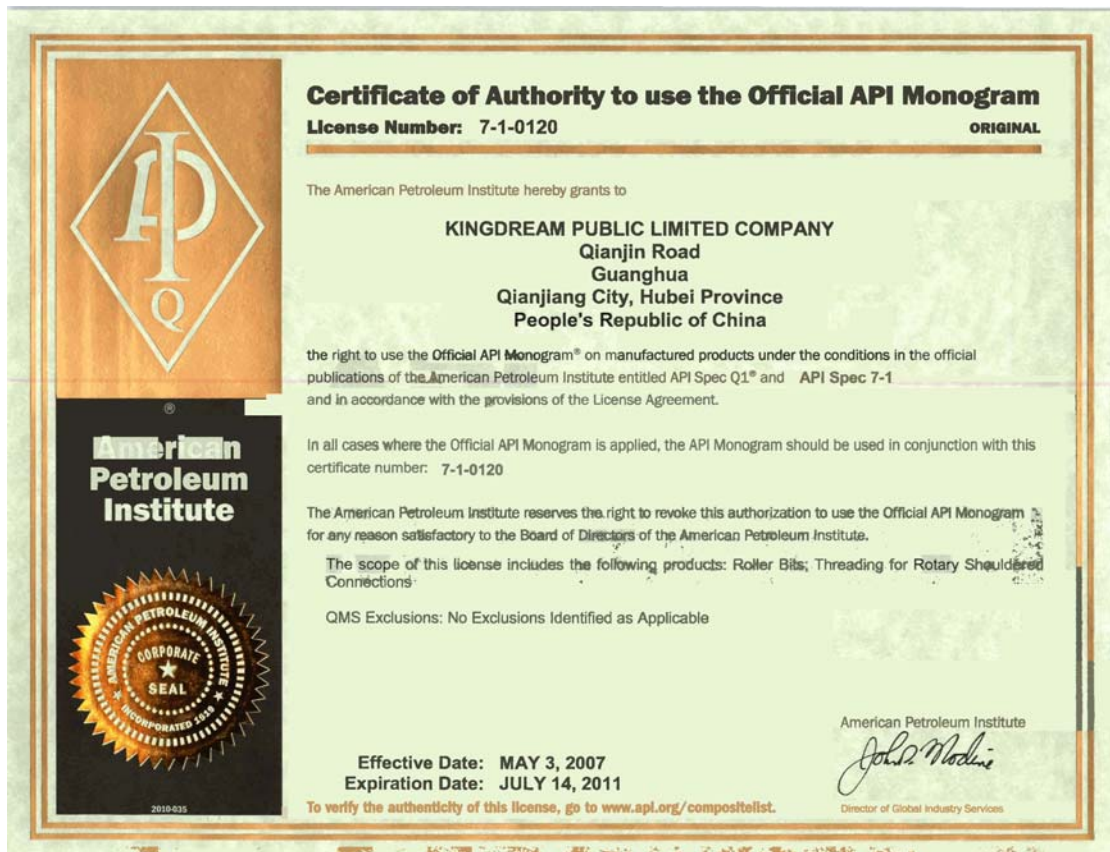 Certificate of Authority to use the Official API Monogram
License Number: 7-1-0120
ORIGINAL
The American Petroleum Institute hereby grants to
KINGDREAM PUBLIC LIMITED COMPANY
Qianjin Road
Guanghua
Qianjiang City, Hubei Province
People's Republic of China
the right to use the Official API Monogram® on manufactured products under the conditions in the official
publications of the American Petroleum Institute entitled API Spec Q1® and API Spec 7-1
and in accordance with the provisions of the License Agreement.
In all cases where the Official API Monogram is applied, the API Monogram should be used in conjunction with this
certificate number: 7-1-0120
The American Petroleum Institute reserves the right to revoke this authorization to use the Official API Monogram
for any reason satisfactory to the Board of Directors of the American Petroleum Institute.
The scope of this license includes the following products: Roller Bits; Threading for Rotary Shouldered
Connections
QMS Exclusions: No Exclusions Identified as Applicable
American Petroleum Institute
John D. Modine
Director of Global Industry Services
Effective Date: MAY 3, 2007
Expiration Date: JULY 14, 2011
To verify the authenticity of this license, go to www.api.org/compositelist.
API
Q
®
American
Petroleum
Institute
AMERICAN PETROLEUM INSTITUTE
CORPORATE
SEAL
INCORPORATED 1919
2010-035